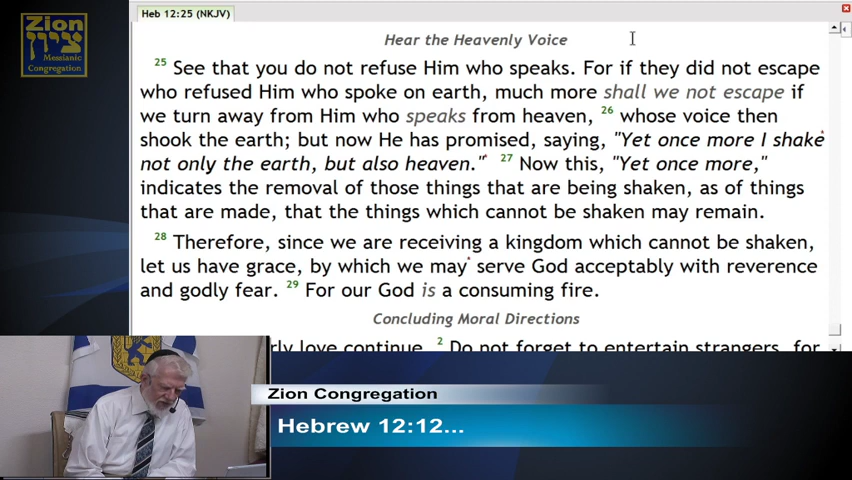 Zion
ציון
Messianic
Congregation
Heb 12:25 (NKJV)
Hear the Heavenly Voice
25 See that you do not refuse Him who speaks. For if they did not escape
who refused Him who spoke on earth, much more shall we not escape if
we turn away from Him who speaks from heaven, 26 whose voice then
shook the earth; but now He has promised, saying, "Yet once more I shake*
not only the earth, but also heaven."* 27 Now this, "Yet once more,"
indicates the removal of those things that are being shaken, as of things
that are made, that the things which cannot be shaken may remain.
28 Therefore, since we are receiving a kingdom which cannot be shaken,
let us have grace, by which we may* serve God acceptably with reverence
and godly fear. 29 For our God is a consuming fire.
Concluding Moral Directions
love continue. 2 Do not forget to entertain strangers, for
Zion Congregation
Hebrew 12:12...